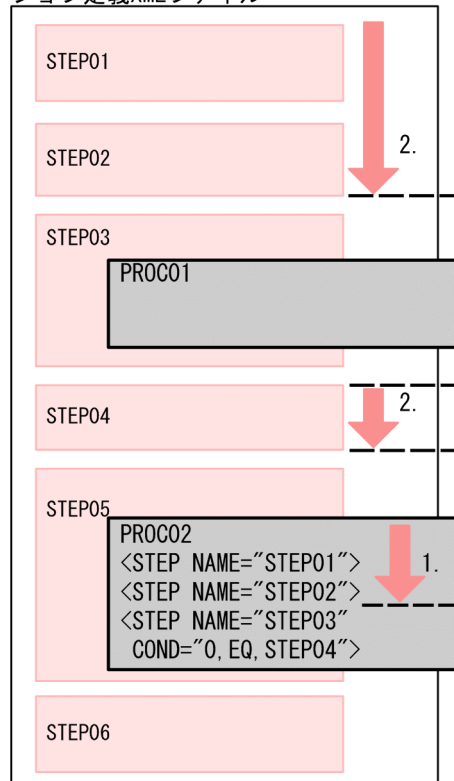 STEP01
STEP02
2.
STEP03
PROC01
2.
STEP04
STEP05
PROC02
<STEP NAME="STEP01">
1.
<STEP NAME="STEP02">
<STEP NAME="STEP03"
COND="0,EQ,STEP04">
STEP06